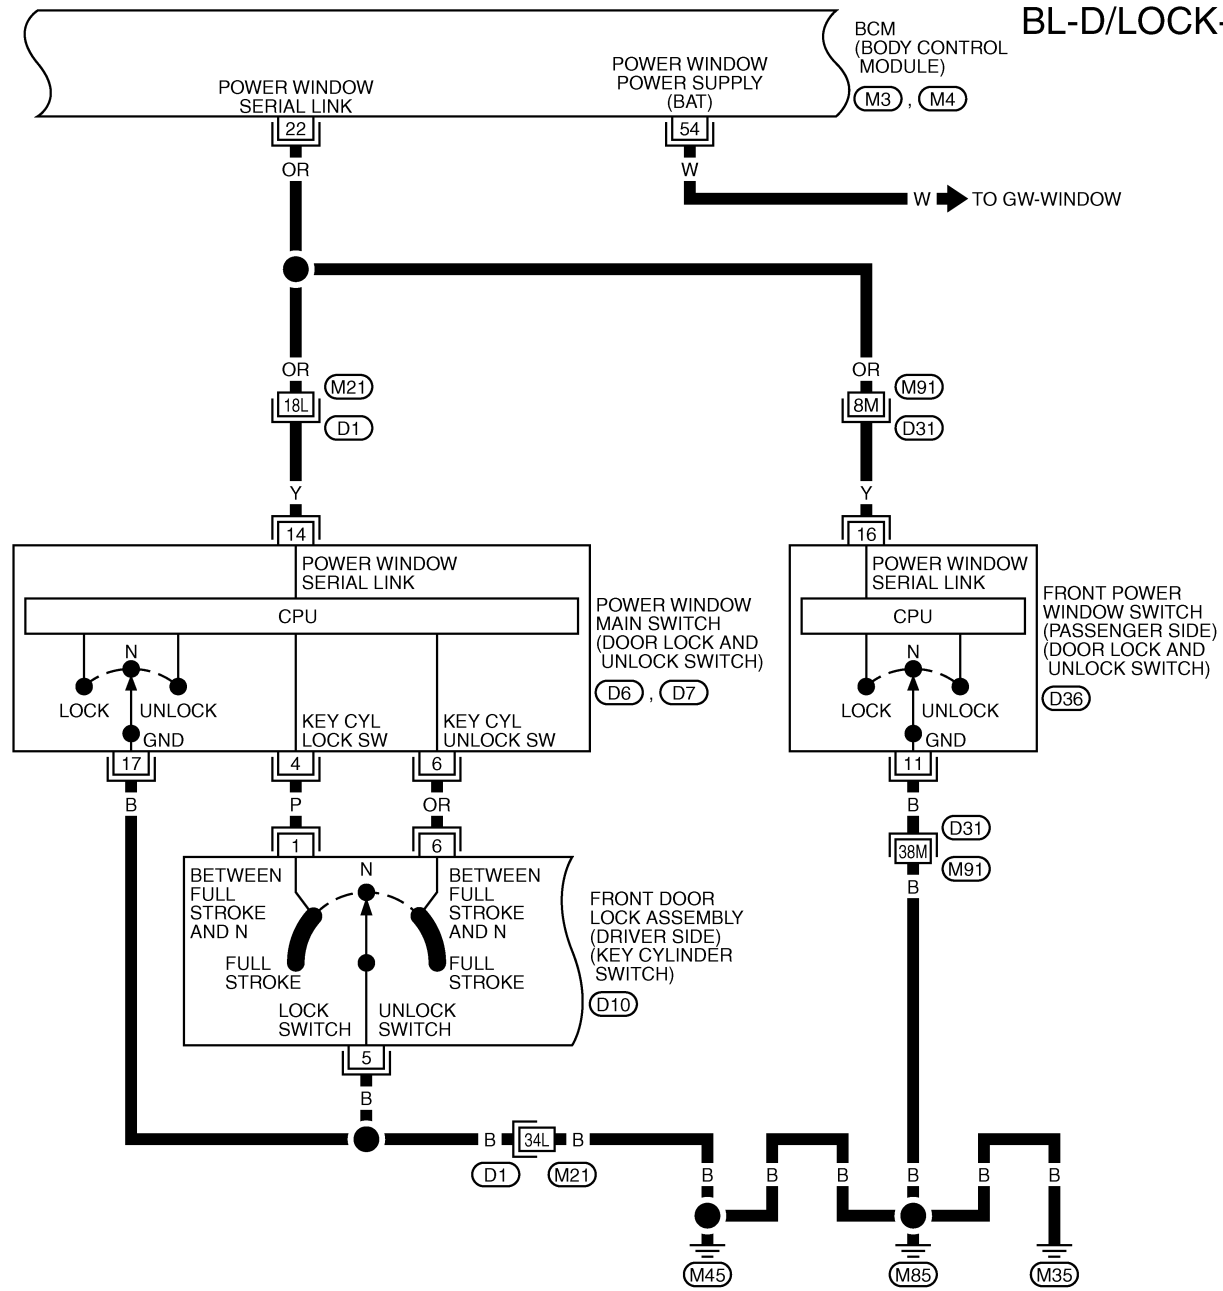 BL-D/LOCK-
BCM
(BODY CONTROL
MODULE)
M3 , M4
POWER WINDOW
SERIAL LINK
POWER WINDOW
POWER SUPPLY
(BAT)
22
54
OR
W
W
TO GW-WINDOW
OR
M21
18L
D1
OR
M91
8M
D31
Y
Y
14
16
POWER WINDOW
SERIAL LINK
CPU
N
LOCK
UNLOCK
GND
KEY CYL
LOCK SW
KEY CYL
UNLOCK SW
POWER WINDOW
MAIN SWITCH
(DOOR LOCK AND
UNLOCK SWITCH)
D6 , D7
POWER WINDOW
SERIAL LINK
CPU
N
LOCK
UNLOCK
GND
FRONT POWER
WINDOW SWITCH
(PASSENGER SIDE)
(DOOR LOCK AND
UNLOCK SWITCH)
D36
17
4
6
11
B
P
OR
B
D31
38M
M91
B
1
6
BETWEEN
FULL
STROKE
AND N
N
BETWEEN
FULL
STROKE
AND N
FULL
STROKE
FULL
STROKE
LOCK
SWITCH
UNLOCK
SWITCH
FRONT DOOR
LOCK ASSEMBLY
(DRIVER SIDE)
(KEY CYLINDER
SWITCH)
D10
5
B
B
34L
B
D1
M21
B
B
B
B
B
B
M45
M85
M35